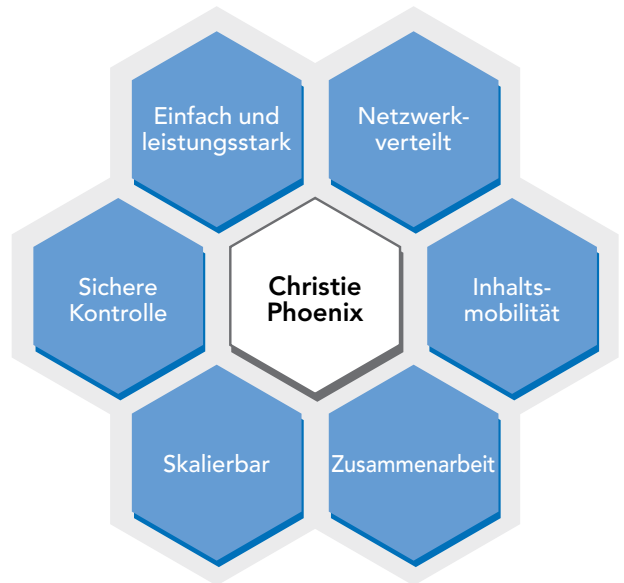 Einfach und
leistungsstark
Netzwerk-
verteilt
Sichere
Kontrolle
Christie
Phoenix
Inhalts-
mobilität
Skalierbar
Zusammenarbeit